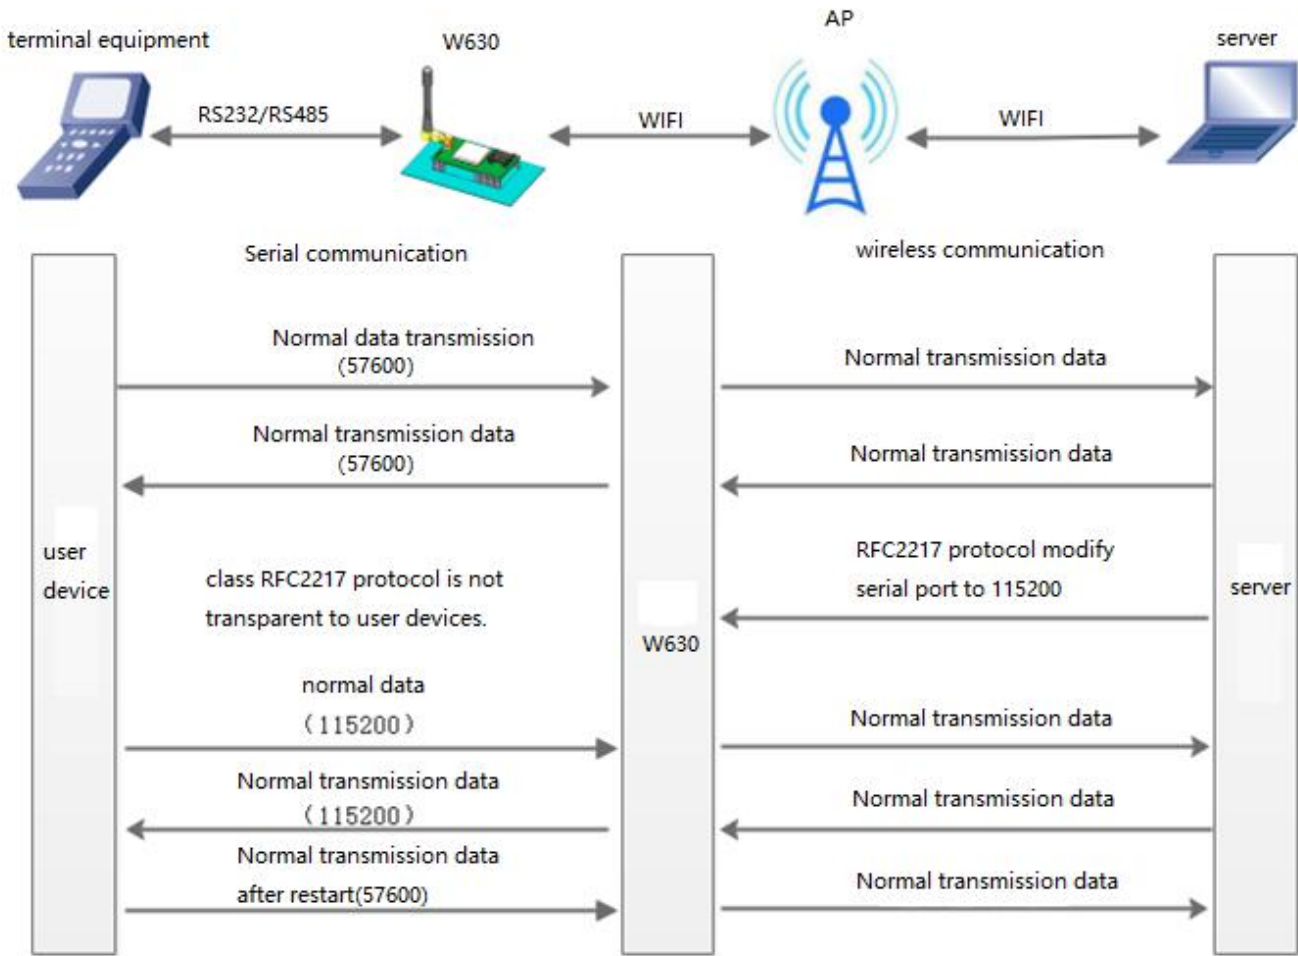 AP
terminal equipment
W630
server
RS232/RS485
WIFI
WIFI
Serial communication
wireless communication
Normal data transmission
(57600)
Normal transmission data
Normal transmission data
(57600)
Normal transmission data
user
device
class RFC2217 protocol is not
transparent to user devices.
W630
RFC2217 protocol modify
serial port to 115200
server
normal data
(115200)
Normal transmission data
Normal transmission data
(115200)
Normal transmission data
Normal transmission data
after restart(57600)
Normal transmission data